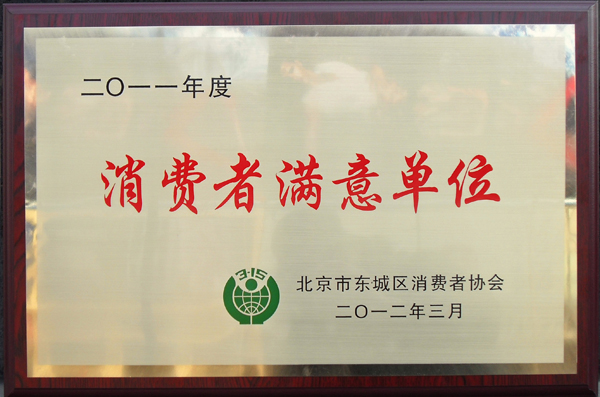 二〇一一年度
消费者满意单位
3·15
北京市东城区消费者协会
二〇一二年三月